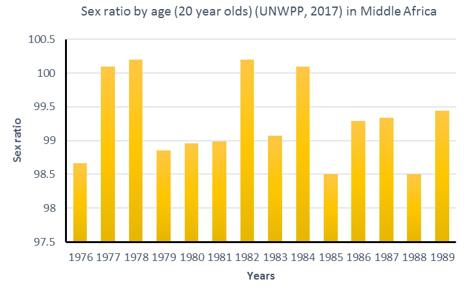 Sex ratio by age (20 year olds) (UNWPP, 2017) in Middle Africa
100.5
100
99.5
99
98.5
98
97.5
Sex ratio
1976 1977 1978 1979 1980 1981 1982 1983 1984 1985 1986 1987 1988 1989
Years